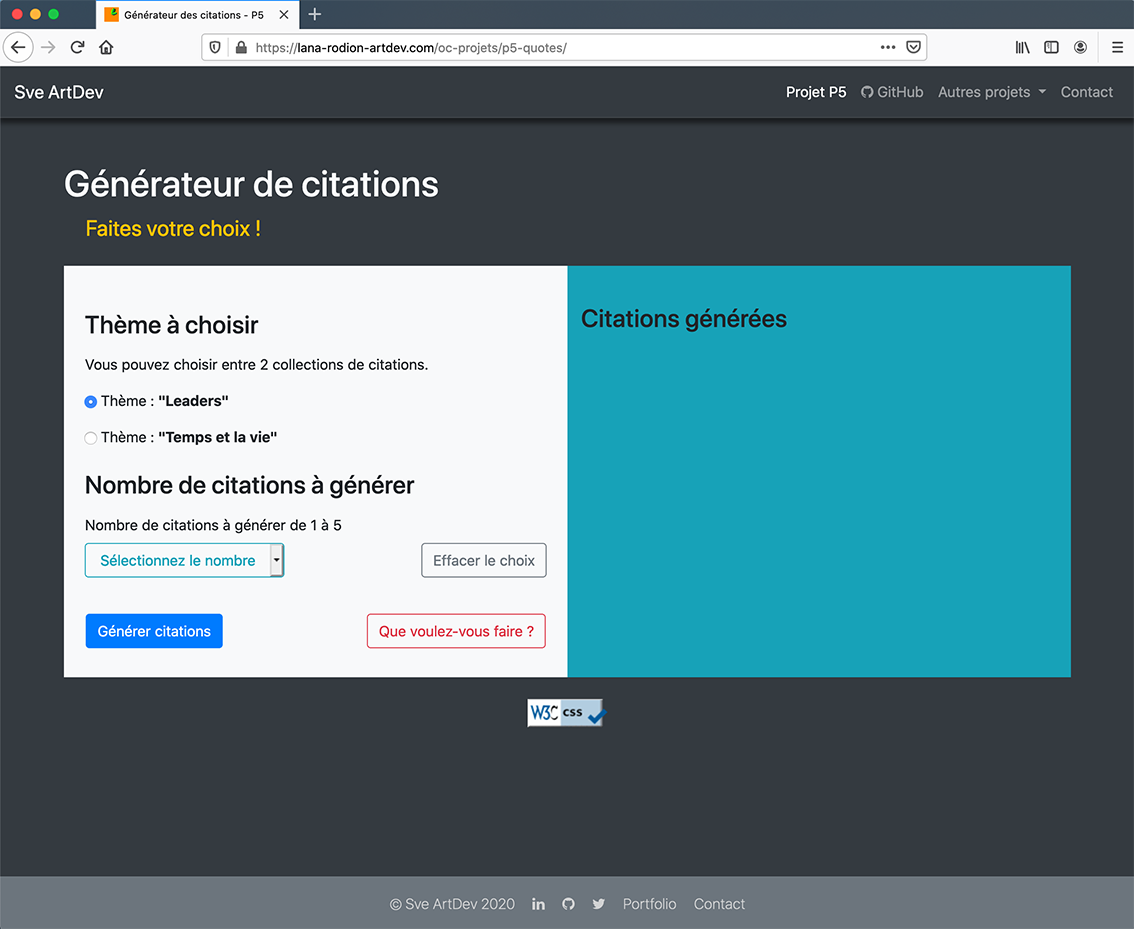 Générateur des citations - P5
https://lana-rodion-artdev.com/oc-projets/p5-quotes/
Sve ArtDev
Projet P5 GitHub Autres projets Contact
Générateur de citations
Faites votre choix !
Thème à choisir
Vous pouvez choisir entre 2 collections de citations.
Thème : "Leaders"
Thème : "Temps et la vie"
Nombre de citations à générer
Nombre de citations à générer de 1 à 5
Sélectionnez le nombre
Effacer le choix
Générer citations
Que voulez-vous faire ?
Citations générées
W3C css
© Sve ArtDev 2020 in Portfolio Contact